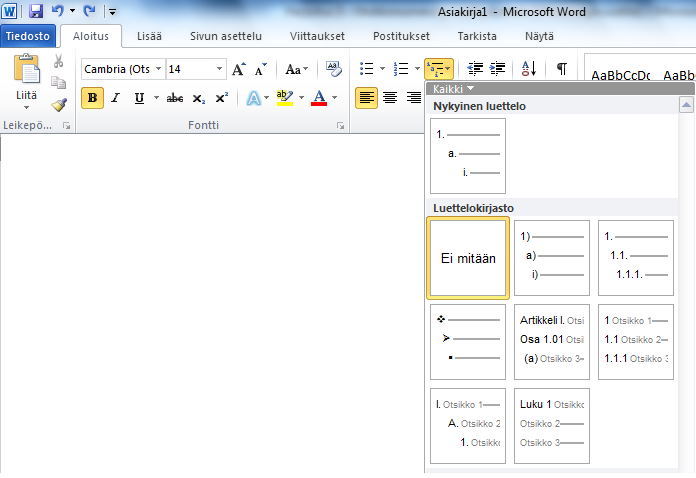 Asiakirja1 - Microsoft Word
Tiedosto Aloitus Lisää Sivun asettelu Viittaukset Postitukset Tarkista Näytä
Cambria (Ots 14 Aa
AaBbCcDc AaBb
Liitä
B I U abc x₂ x² A ab A
Kaikki
Leikepö... Fontti
Nykyinen luettelo
1.
a.
i.
Luettelokirjasto
Ei mitään
1)
a)
i)
1.
1.1.
1.1.1.
Artikkeli I. Otsi
Osa 1.01 Otsi
(a) Otsikko 3
1 Otsikko 1
1.1 Otsikko 2
1.1.1 Otsikko 3
I. Otsikko 1
A. Otsikko 2
1. Otsikko
Luku 1 Otsikko
Otsikko 2
Otsikko 3